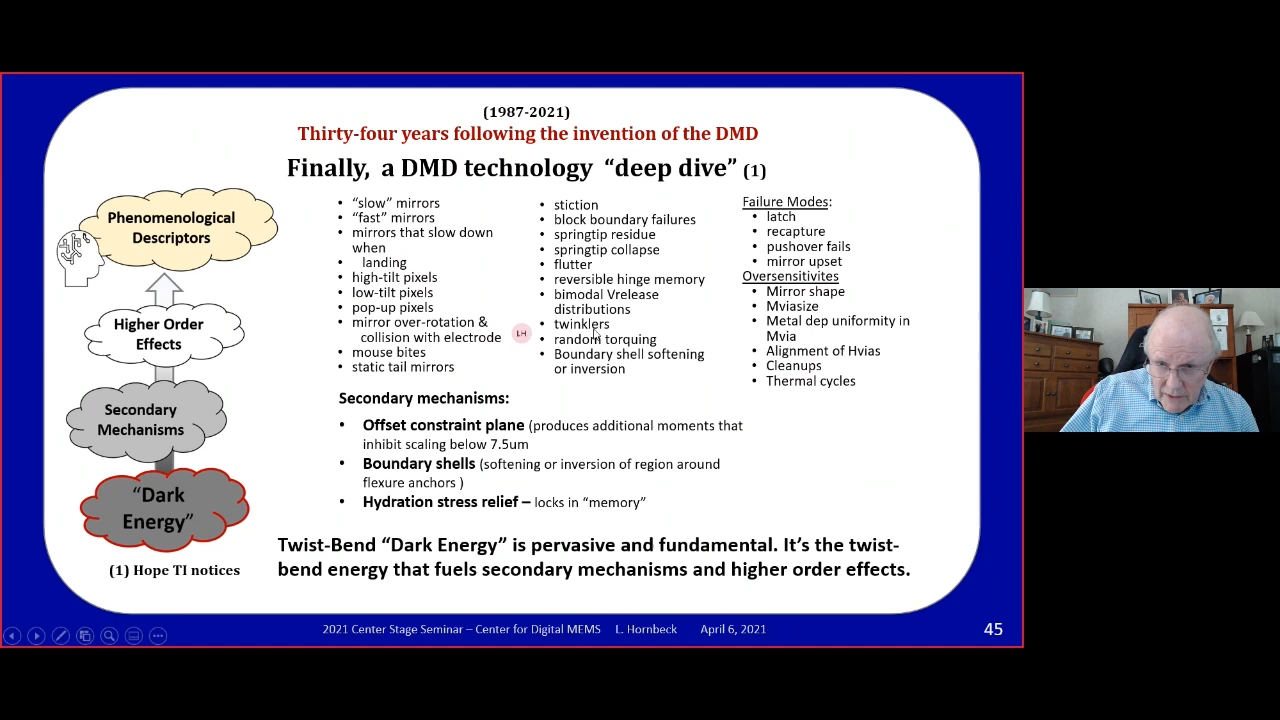 (1987-2021)
Thirty-four years following the invention of the DMD
Finally, a DMD technology “deep dive” (1)
Phenomenological
Descriptors
Higher Order
Effects
Secondary
Mechanisms
“Dark
Energy”
(1) Hope TI notices
• “slow” mirrors
• “fast” mirrors
• mirrors that slow down
when
• landing
• high-tilt pixels
• low-tilt pixels
• pop-up pixels
• mirror over-rotation &
collision with electrode
• mouse bites
• static tail mirrors
LH
• stiction
• block boundary failures
• springtip residue
• springtip collapse
• flutter
• reversible hinge memory
• bimodal Vrelease
distributions
• twinklers
• random torquing
• Boundary shell softening
or inversion
Failure Modes:
• latch
• recapture
• pushover fails
• mirror upset
Oversensitivites
• Mirror shape
• Mviasize
• Metal dep uniformity in
Mvia
• Alignment of Hvias
• Cleanups
• Thermal cycles
Secondary mechanisms:
• Offset constraint plane (produces additional moments that
inhibit scaling below 7.5um
• Boundary shells (softening or inversion of region around
flexure anchors )
• Hydration stress relief – locks in “memory”
Twist-Bend “Dark Energy” is pervasive and fundamental. It’s the twist-
bend energy that fuels secondary mechanisms and higher order effects.
2021 Center Stage Seminar – Center for Digital MEMS L. Hornbeck April 6, 2021
45